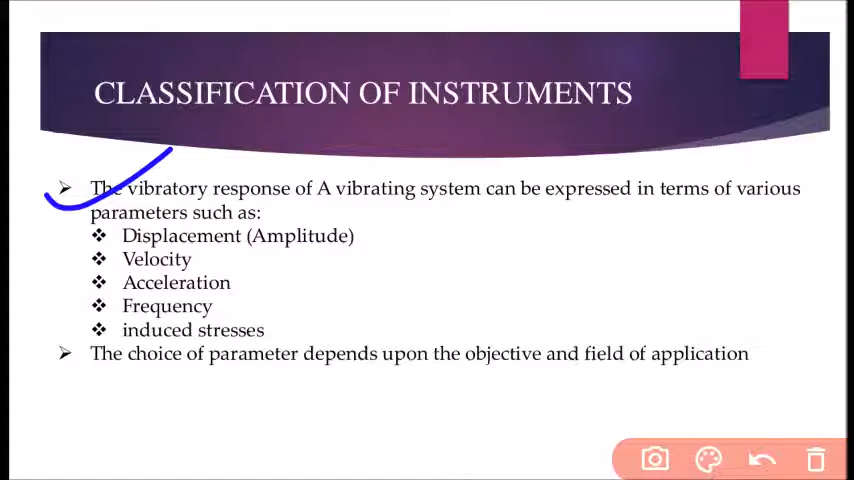 CLASSIFICATION OF INSTRUMENTS
➢ The vibratory response of A vibrating system can be expressed in terms of various
parameters such as:
❖ Displacement (Amplitude)
❖ Velocity
❖ Acceleration
❖ Frequency
❖ induced stresses
➢ The choice of parameter depends upon the objective and field of application